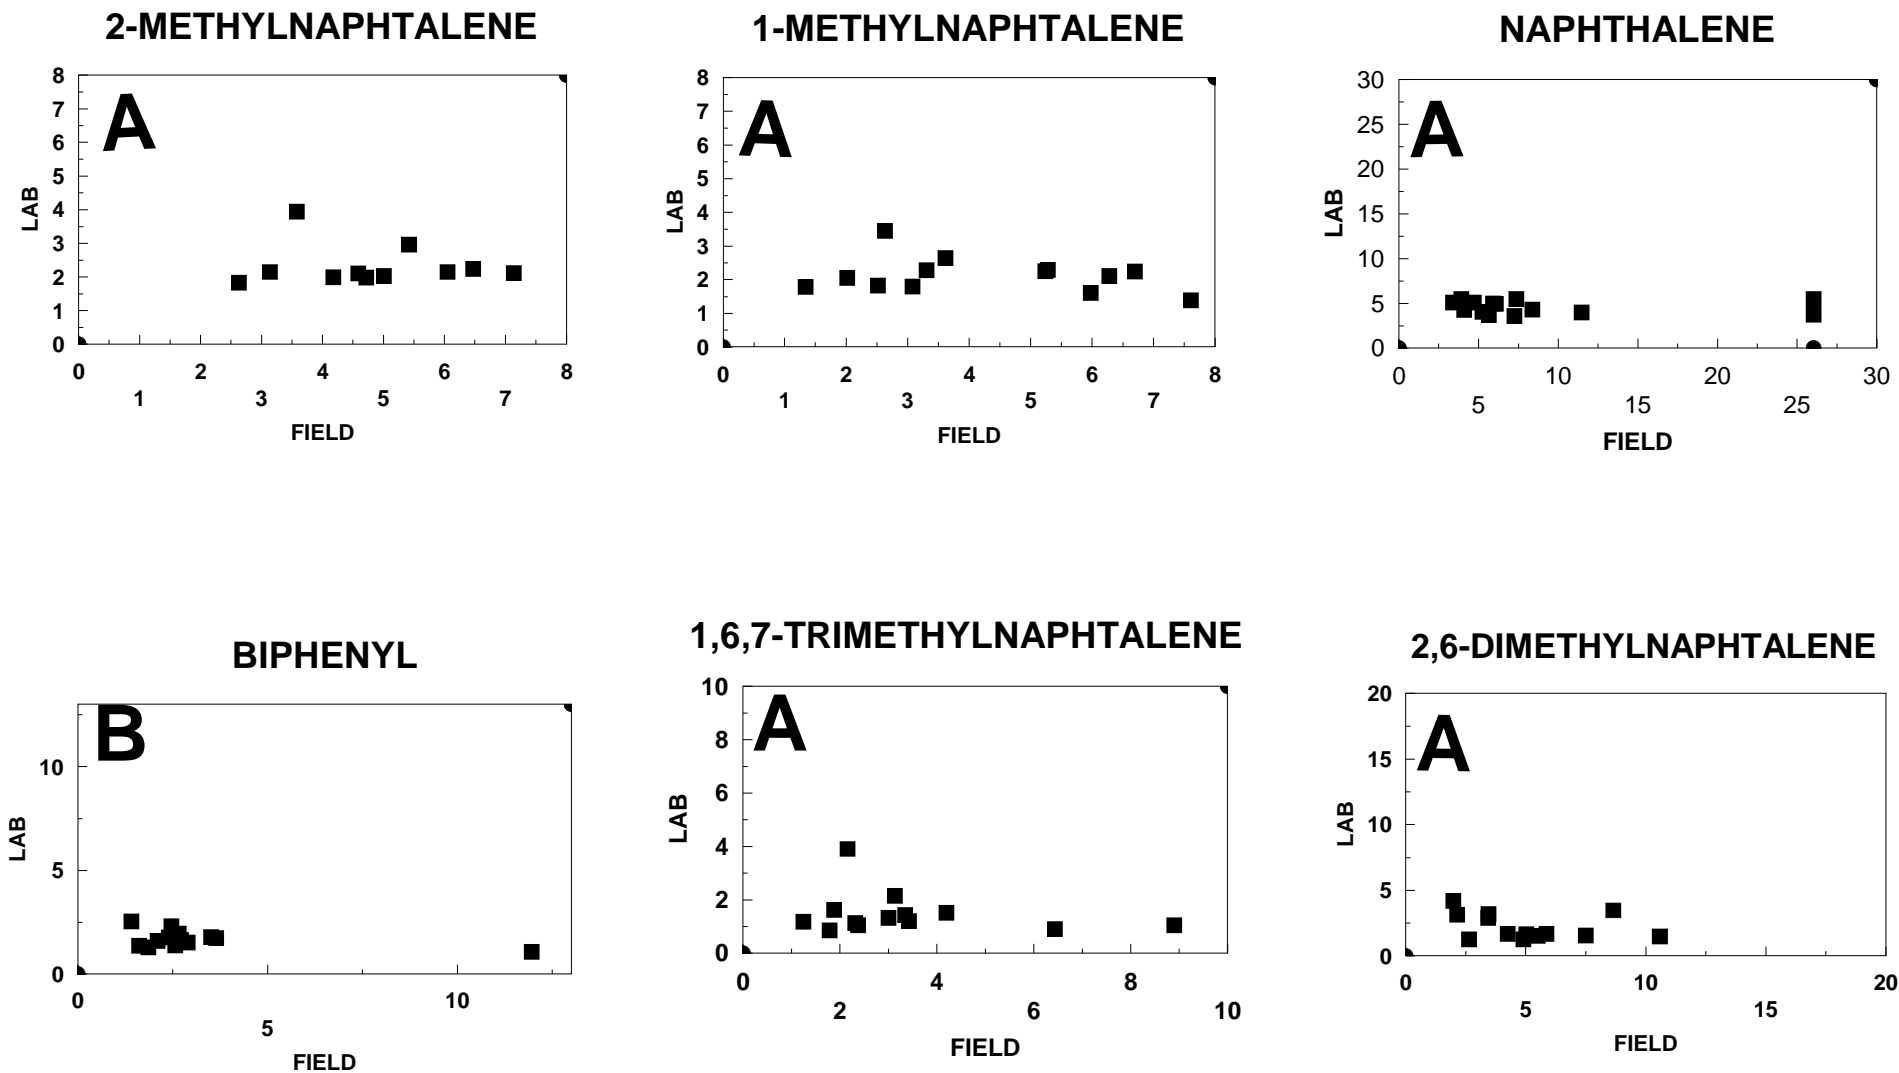 2-METHYLNAPHTALENE
8
7
6
5
4
3
2
1
0
A
LAB
0 2 4 6 8
1 3 5 7
FIELD
1-METHYLNAPHTALENE
8
7
6
5
4
3
2
1
0
A
LAB
0 2 4 6 8
1 3 5 7
FIELD
NAPHTHALENE
30
25
20
15
10
5
0
A
LAB
0 10 20 30
5 15 25
FIELD
BIPHENYL
B
10
5
0
LAB
0 10
5
FIELD
1,6,7-TRIMETHYLNAPHTALENE
10
8
6
4
2
0
A
LAB
0 4 8
2 6 10
FIELD
2,6-DIMETHYLNAPHTALENE
20
15
10
5
0
A
LAB
0 10 20
5 15
FIELD